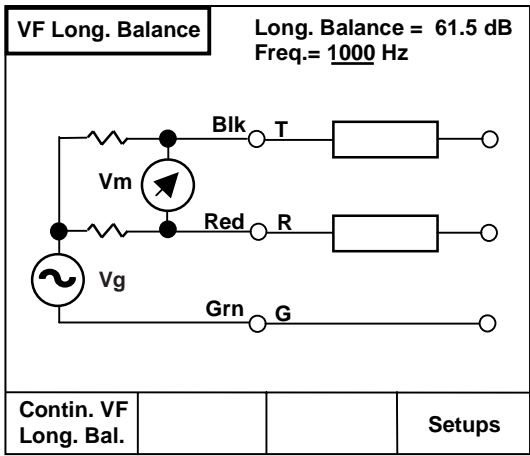 VF Long. Balance
Long. Balance = 61.5 dB
Freq.= 1000 Hz
Blk T
Vm
Red R
Vg
Grn G
Contin. VF
Long. Bal.
Setups